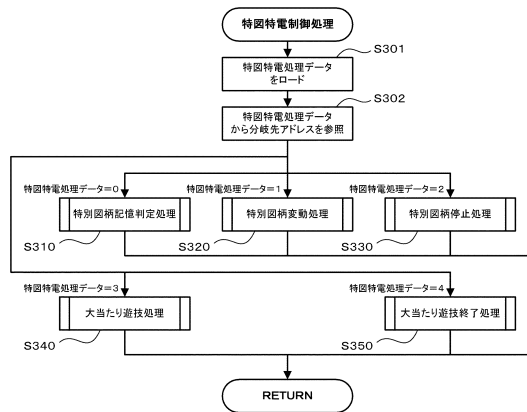 特図特電制御処理
S301
特図特電処理データ
をロード
S302
特図特電処理データ
から分岐先アドレスを参照
特図特電処理データ=0
特図特電処理データ=1
特図特電処理データ=2
特別図柄記憶判定処理
特別図柄変動処理
特別図柄停止処理
S310
S320
S330
特図特電処理データ=3
特図特電処理データ=4
大当たり遊技処理
大当たり遊技終了処理
S340
S350
RETURN